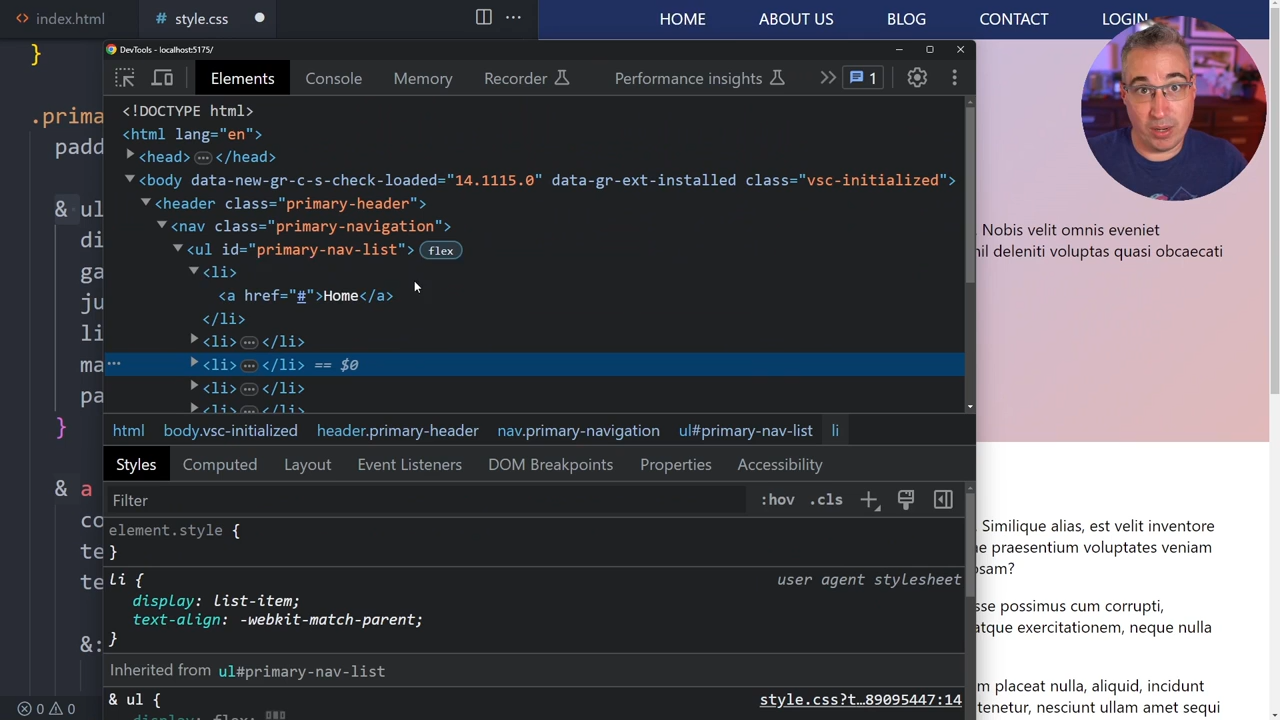 index.html
# style.css
HOME ABOUT US BLOG CONTACT LOGIN
DevTools - localhost:5175/
Elements Console Memory Recorder Performance insights 1
<!DOCTYPE html>
<html lang="en">
<head> … </head>
<body data-new-gr-c-s-check-loaded="14.1115.0" data-gr-ext-installed class="vsc-initialized">
<header class="primary-header">
<nav class="primary-navigation">
<ul id="primary-nav-list"> flex
<li>
<a href="#">Home</a>
</li>
<li> … </li>
… <li> … </li> == $0
<li> … </li>
<li> … </li>
html body.vsc-initialized header.primary-header nav.primary-navigation ul#primary-nav-list li
Styles Computed Layout Event Listeners DOM Breakpoints Properties Accessibility
Filter :hov .cls
element.style {
}
li { user agent stylesheet
display: list-item;
text-align: -webkit-match-parent;
}
Inherited from ul#primary-nav-list
& ul { style.css?t…89095447:14
display: flex;
}
.prima
padd
& ul
di
ga
ju
li
ma
pa
}
& a
co
te
te
&:
0 0
. Nobis velit omnis eveniet
nil deleniti voluptas quasi obcaecati
. Similique alias, est velit inventore
ne praesentium voluptates veniam
psam?
sse possimus cum corrupti,
atque exercitationem, neque nulla
m placeat nulla, aliquid, incidunt
tenetur, nesciunt ullam amet sequi